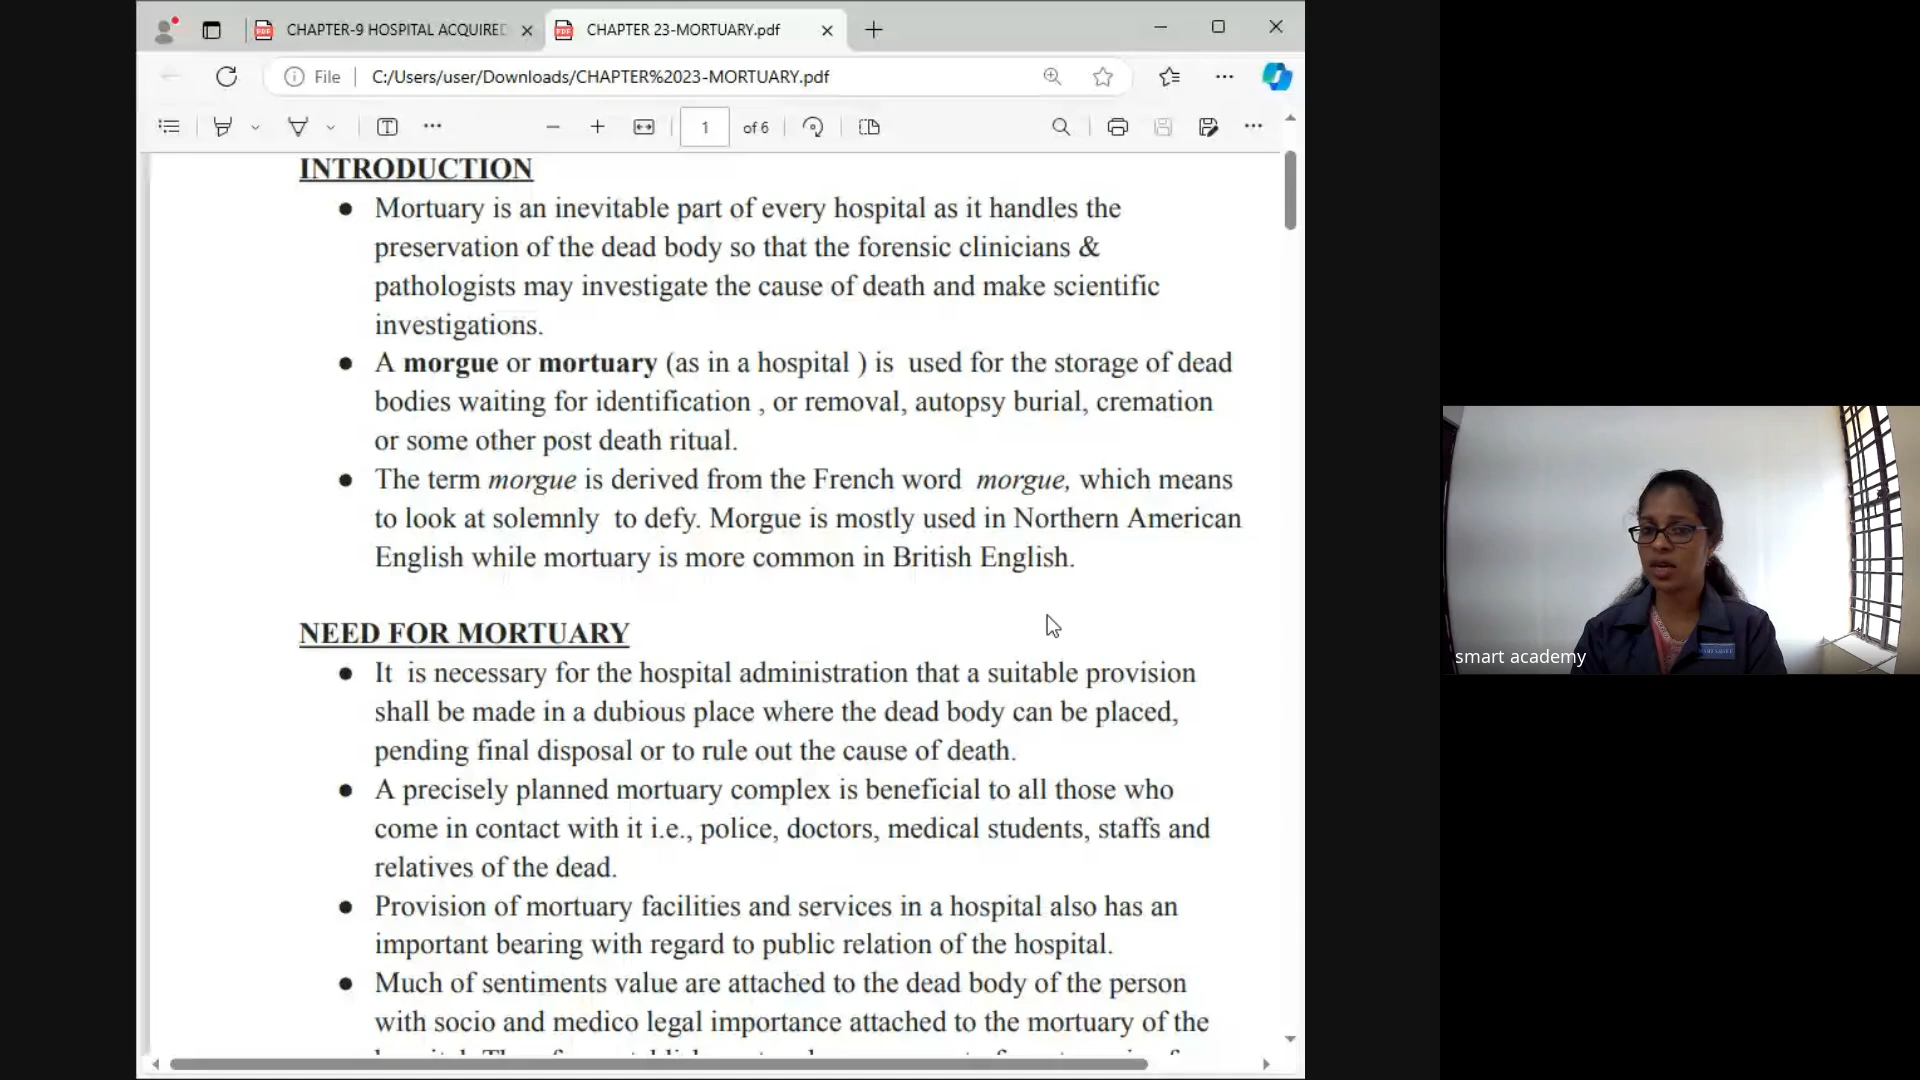 CHAPTER-9 HOSPITAL ACQUIRED
CHAPTER 23-MORTUARY.pdf
File
C:/Users/user/Downloads/CHAPTER%2023-MORTUARY.pdf
1 of 6
INTRODUCTION
● Mortuary is an inevitable part of every hospital as it handles the
preservation of the dead body so that the forensic clinicians &
pathologists may investigate the cause of death and make scientific
investigations.
● A morgue or mortuary (as in a hospital ) is used for the storage of dead
bodies waiting for identification , or removal, autopsy burial, cremation
or some other post death ritual.
● The term morgue is derived from the French word morgue, which means
to look at solemnly to defy. Morgue is mostly used in Northern American
English while mortuary is more common in British English.
NEED FOR MORTUARY
● It is necessary for the hospital administration that a suitable provision
shall be made in a dubious place where the dead body can be placed,
pending final disposal or to rule out the cause of death.
● A precisely planned mortuary complex is beneficial to all those who
come in contact with it i.e., police, doctors, medical students, staffs and
relatives of the dead.
● Provision of mortuary facilities and services in a hospital also has an
important bearing with regard to public relation of the hospital.
● Much of sentiments value are attached to the dead body of the person
with socio and medico legal importance attached to the mortuary of the
smart academy